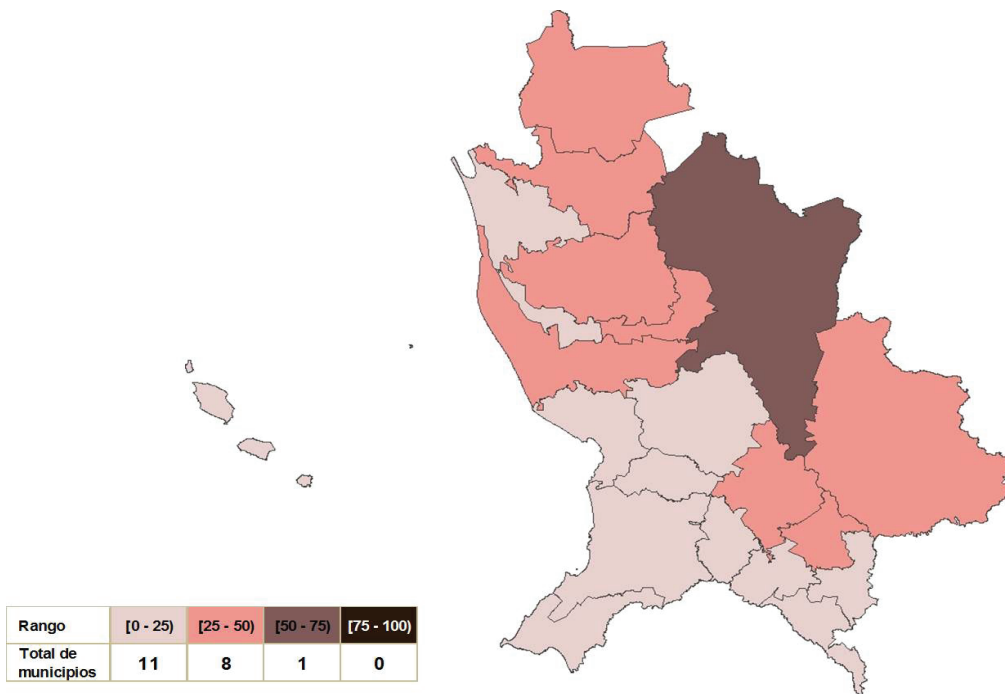 Rango [0 - 25) [25 - 50) [50 - 75) [75 - 100)
Total de
municipios 11 8 1 0